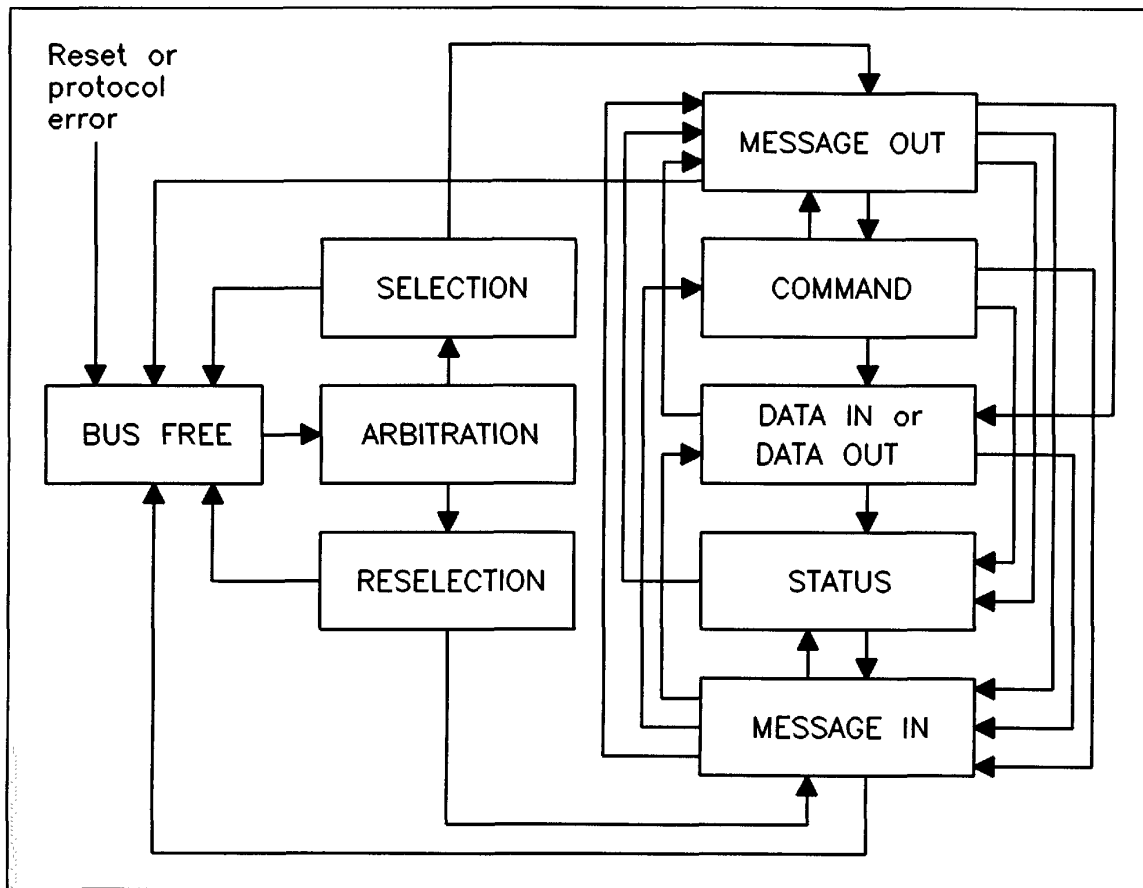 Reset or
protocol
error
MESSAGE OUT
SELECTION
COMMAND
BUS FREE
ARBITRATION
DATA IN or
DATA OUT
RESELECTION
STATUS
MESSAGE IN